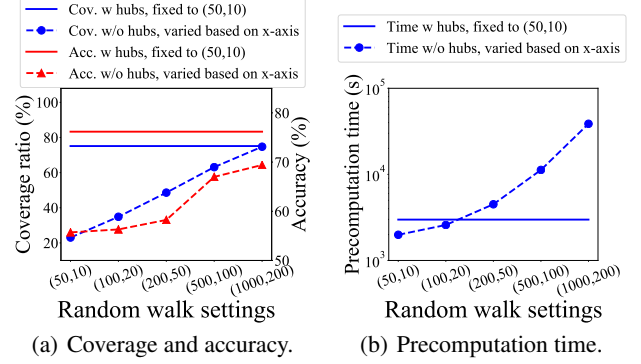 Cov. w hubs, fixed to (50,10)
Cov. w/o hubs, varied based on x-axis
Acc. w hubs, fixed to (50,10)
Acc. w/o hubs, varied based on x-axis
Coverage ratio (%)
100
80
60
40
20
80
70
60
50
Accuracy (%)
(50,10)
(100,20)
(200,50)
(500,100)
(1000,200)
Random walk settings
(a) Coverage and accuracy.
Time w hubs, fixed to (50,10)
Time w/o hubs, varied based on x-axis
Precomputation time (s)
10^5
10^4
10^3
(50,10)
(100,20)
(200,50)
(500,100)
(1000,200)
Random walk settings
(b) Precomputation time.